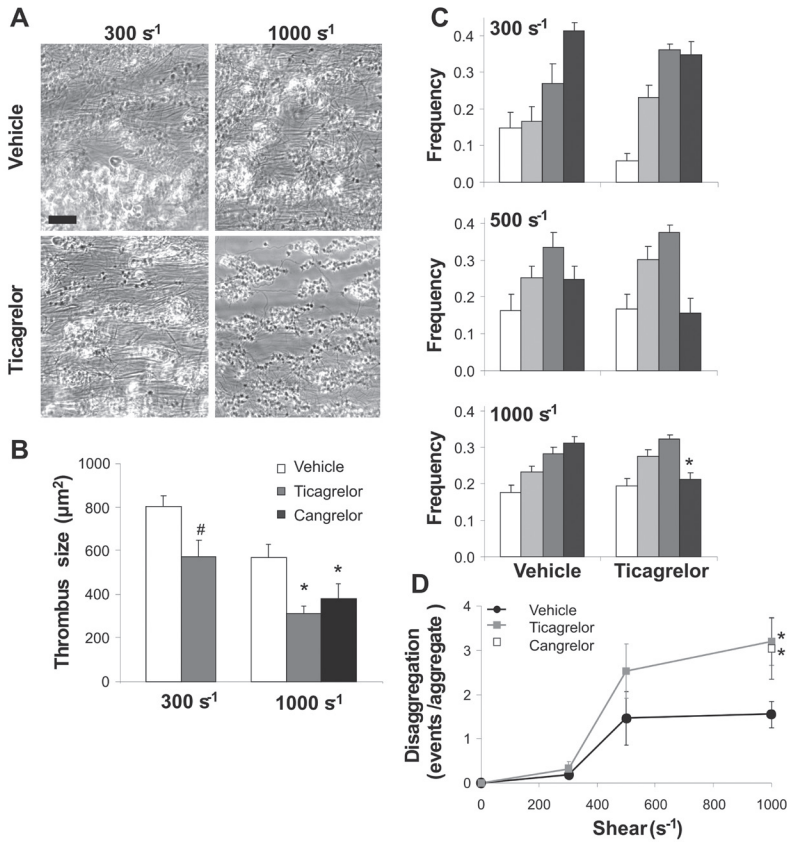 A
300 s-1
1000 s-1
Vehicle
Ticagrelor
B
Thrombus size (µm2)
1000
800
600
400
200
0
Vehicle
Ticagrelor
Cangrelor
#
*
*
300 s-1
1000 s-1
C
300 s-1
Frequency
0.4
0.3
0.2
0.1
0.0
500 s-1
Frequency
0.4
0.3
0.2
0.1
0.0
1000 s-1
Frequency
0.4
0.3
0.2
0.1
0.0
*
Vehicle
Ticagrelor
D
Disaggregation
(events /aggregate )
4
3
2
1
0
Vehicle
Ticagrelor
Cangrelor
*
*
0
200
400
600
800
1000
Shear (s-1)